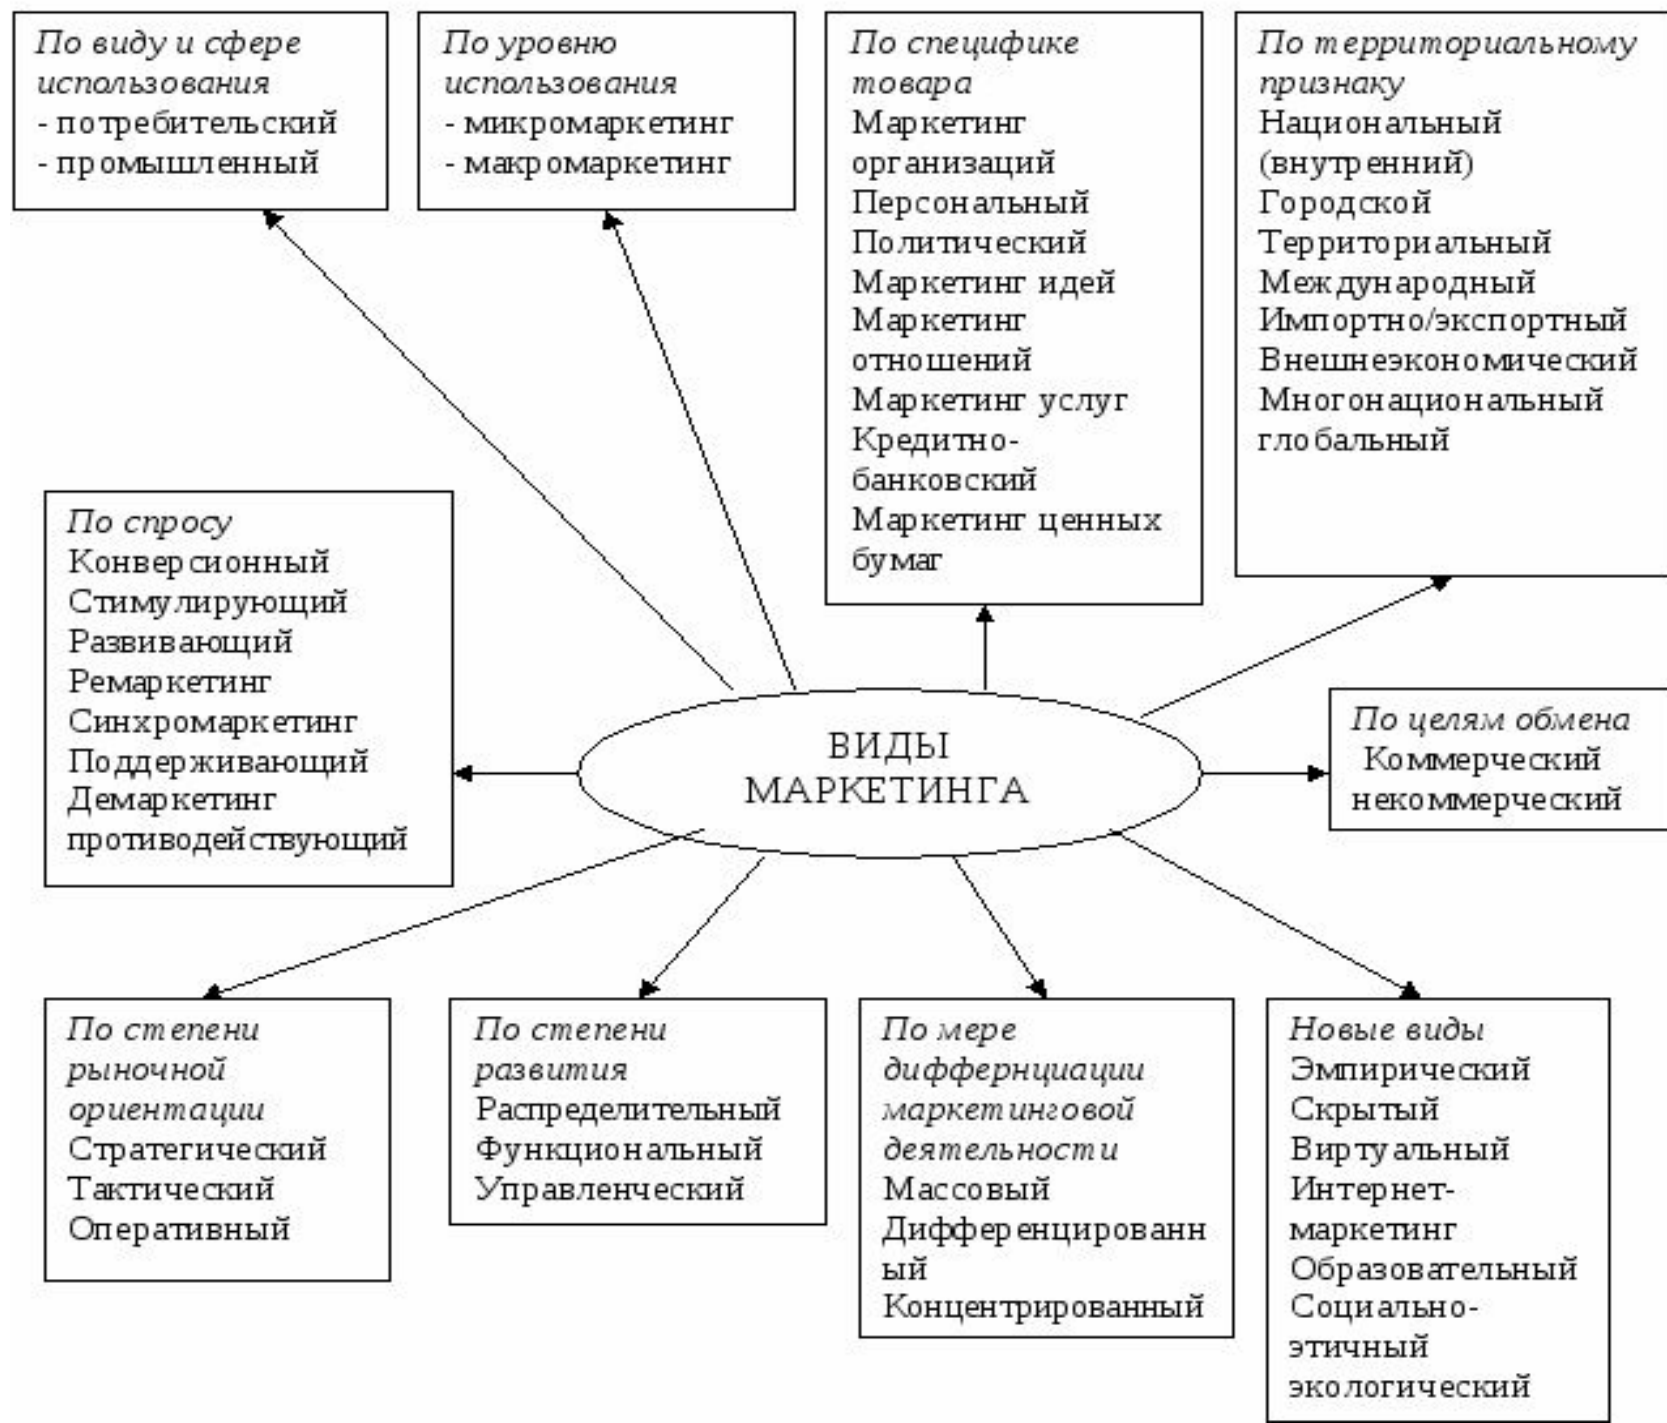 По виду и сфере
использования
- потребительский
- промышленный
По уровню
использования
- микромаркетинг
- макромаркетинг
По специфике
товара
Маркетинг
организаций
Персональный
Политический
Маркетинг идей
Маркетинг
отношений
Маркетинг услуг
Кредитно-
банковский
Маркетинг ценных
бумаг
По территориальному
признаку
Национальный
(внутренний)
Городской
Территориальный
Международный
Импортно/экспортный
Внешнеэкономический
Многонациональный
глобальный
По спросу
Конверсионный
Стимулирующий
Развивающий
Ремаркетинг
Синхромаркетинг
Поддерживающий
Демаркетинг
противодействующий
ВИДЫ
МАРКЕТИНГА
По целям обмена
Коммерческий
некоммерческий
По степени
рыночной
ориентации
Стратегический
Тактический
Оперативный
По степени
развития
Распределительный
Функциональный
Управленческий
По мере
диффернциации
маркетинговой
деятельности
Массовый
Дифференцированн
ый
Концентрированный
Новые виды
Эмпирический
Скрытый
Виртуальный
Интернет-
маркетинг
Образовательный
Социально-
этичный
экологический